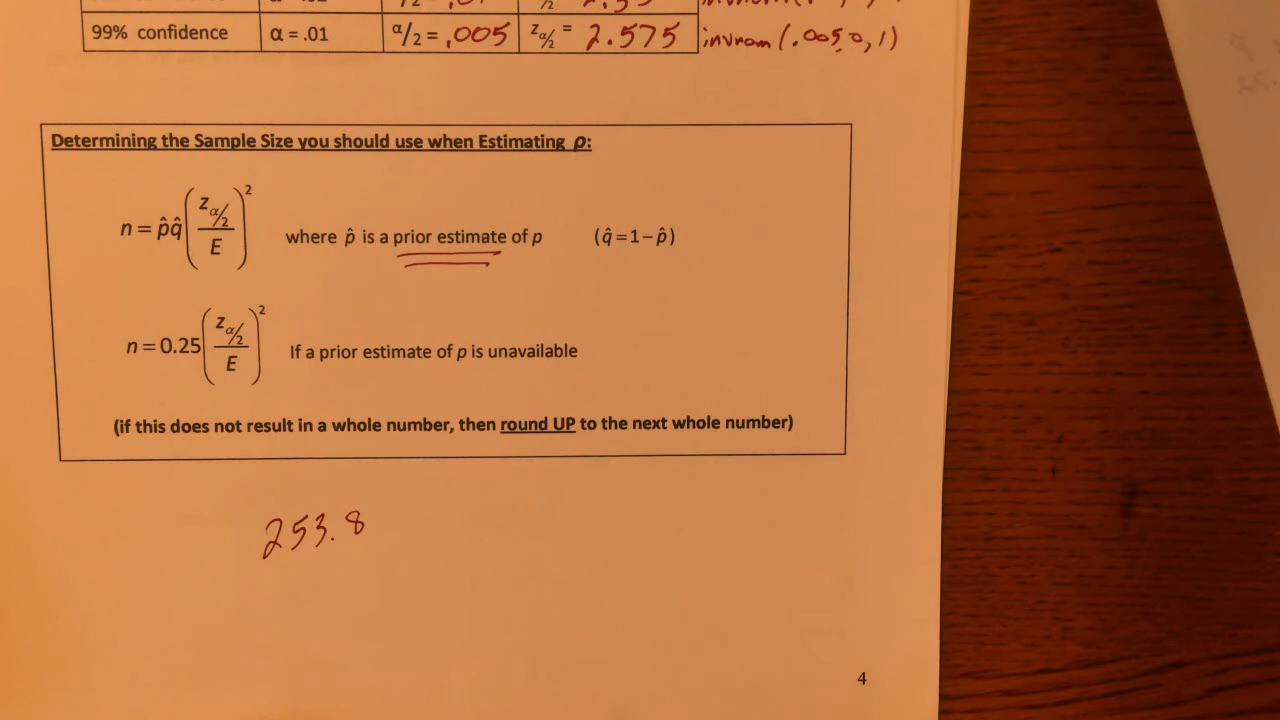 99% confidence α = .01 α/2 = .005 zα/2 = 2.575 invnom(.005,0,1)
Determining the Sample Size you should use when Estimating ρ:
n = p̂q̂(zα/2/E)² where p̂ is a prior estimate of p (q̂=1−p̂)
n = 0.25(zα/2/E)² If a prior estimate of p is unavailable
(if this does not result in a whole number, then round UP to the next whole number)
253.8
4